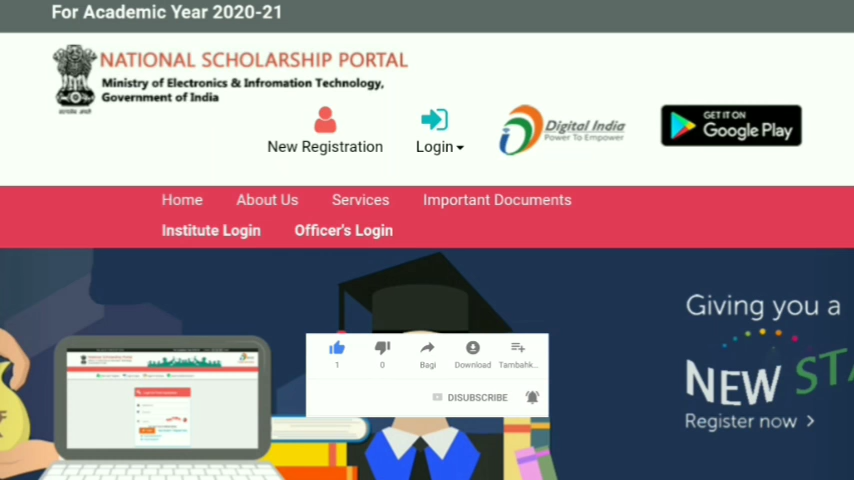 For Academic Year 2020-21
NATIONAL SCHOLARSHIP PORTAL
Ministry of Electronics & Infromation Technology,
Government of India
New Registration
Login
Digital India
Power To Empower
GET IT ON
Google Play
Home About Us Services Important Documents
Institute Login Officer's Login
Giving you a
NEW STA
Register now >
1 0 Bagi Download Tambahk...
DISUBSCRIBE